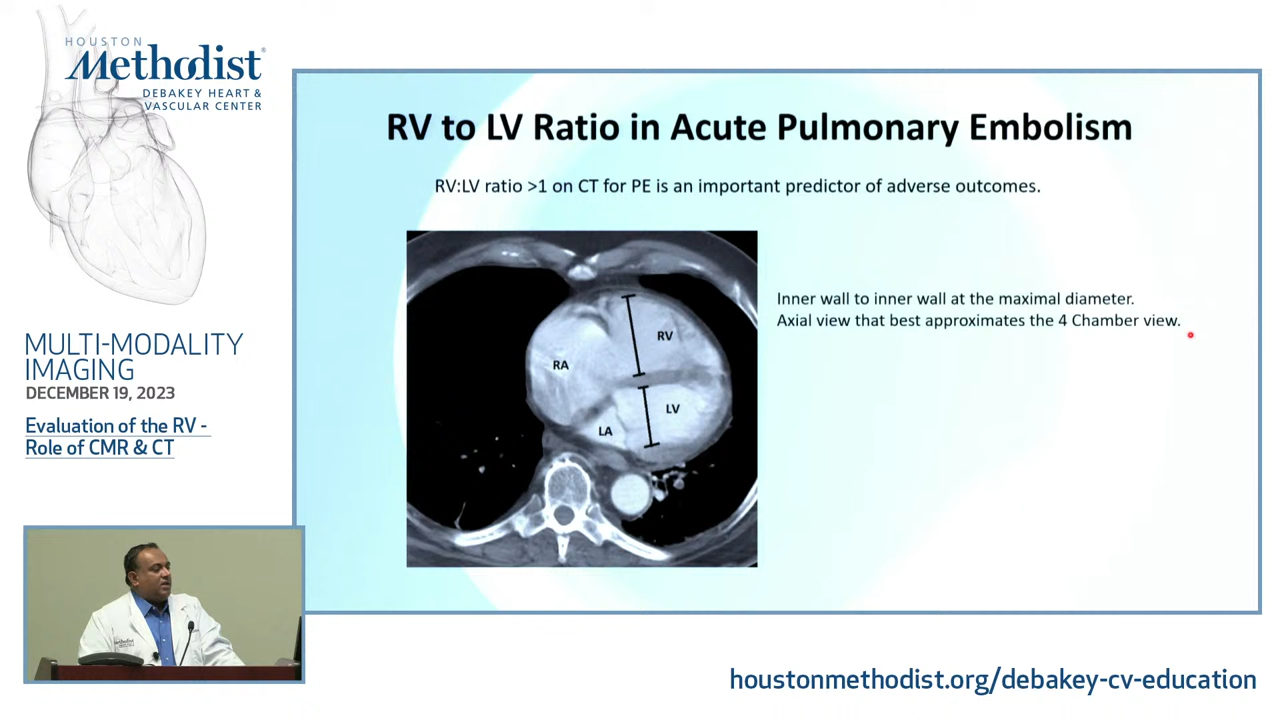 HOUSTON
Methodist®
DEBAKEY HEART &
VASCULAR CENTER
MULTI-MODALITY
IMAGING
DECEMBER 19, 2023
Evaluation of the RV -
Role of CMR & CT
RV to LV Ratio in Acute Pulmonary Embolism
RV:LV ratio >1 on CT for PE is an important predictor of adverse outcomes.
RV
RA
LV
LA
Inner wall to inner wall at the maximal diameter.
Axial view that best approximates the 4 Chamber view.
Methodist
houstonmethodist.org/debakey-cv-education